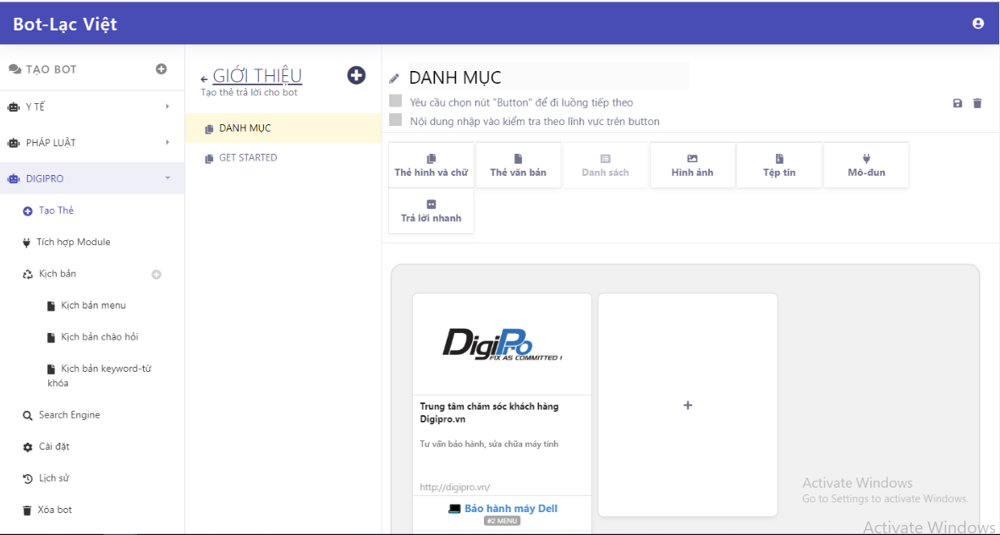 Bot-Lạc Việt
TẠO BOT
Y TẾ
PHÁP LUẬT
DIGIPRO
Tạo Thẻ
Tích hợp Module
Kịch bản
Kịch bản menu
Kịch bản chào hỏi
Kịch bản keyword-từ
khóa
Search Engine
Cài đặt
Lịch sử
Xóa bot
GIỚI THIỆU
Tạo thẻ trả lời cho bot
DANH MỤC
GET STARTED
DANH MỤC
Yêu cầu chọn nút "Button" để đi luồng tiếp theo
Nội dung nhập vào kiểm tra theo lĩnh vực trên button
Thẻ hình và chữ
Thẻ văn bản
Danh sách
Hình ảnh
Tệp tin
Mô-đun
Trả lời nhanh
DigiPro
FIX AS COMMITTED !
Trung tâm chăm sóc khách hàng
Digipro.vn
Tư vấn bảo hành, sửa chữa máy tính
http://digipro.vn/
Bảo hành máy Dell
#2 MENU
Activate Windows
Go to Settings to activate Windows.
Activate Windows